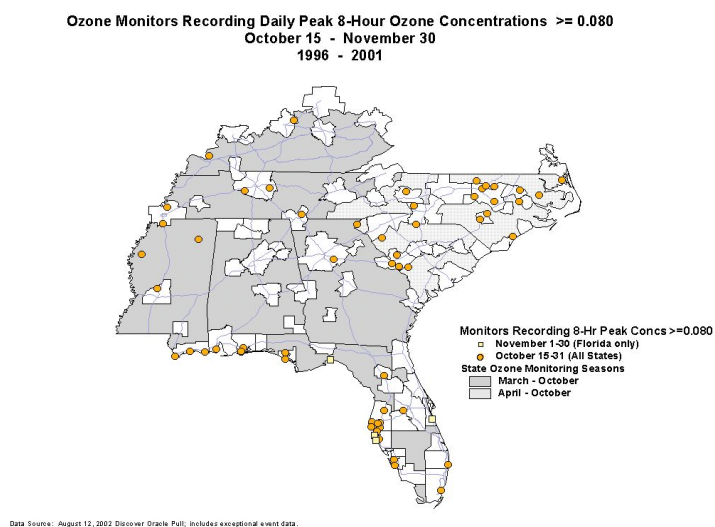 Ozone Monitors Recording Daily Peak 8-Hour Ozone Concentrations >= 0.080
October 15 - November 30
1996 - 2001
Monitors Recording 8-Hr Peak Concs >=0.080
November 1-30 (Florida only)
October 15-31 (All States)
State Ozone Monitoring Seasons
March - October
April - October
Data Source: August 12, 2002 Discover Oracle Pull; includes exceptional event data.